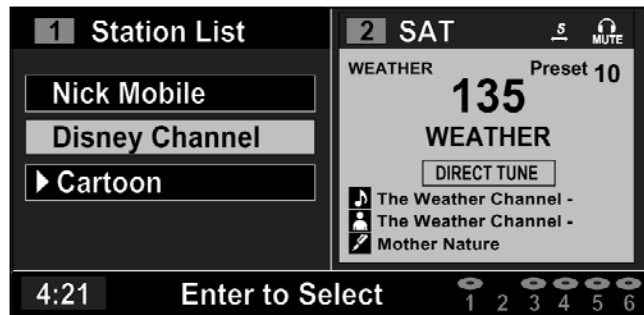 1 Station List
Nick Mobile
Disney Channel
Cartoon
2 SAT
5
MUTE
WEATHER
Preset 10
135
WEATHER
DIRECT TUNE
The Weather Channel -
The Weather Channel -
Mother Nature
4:21 Enter to Select
1 2 3 4 5 6